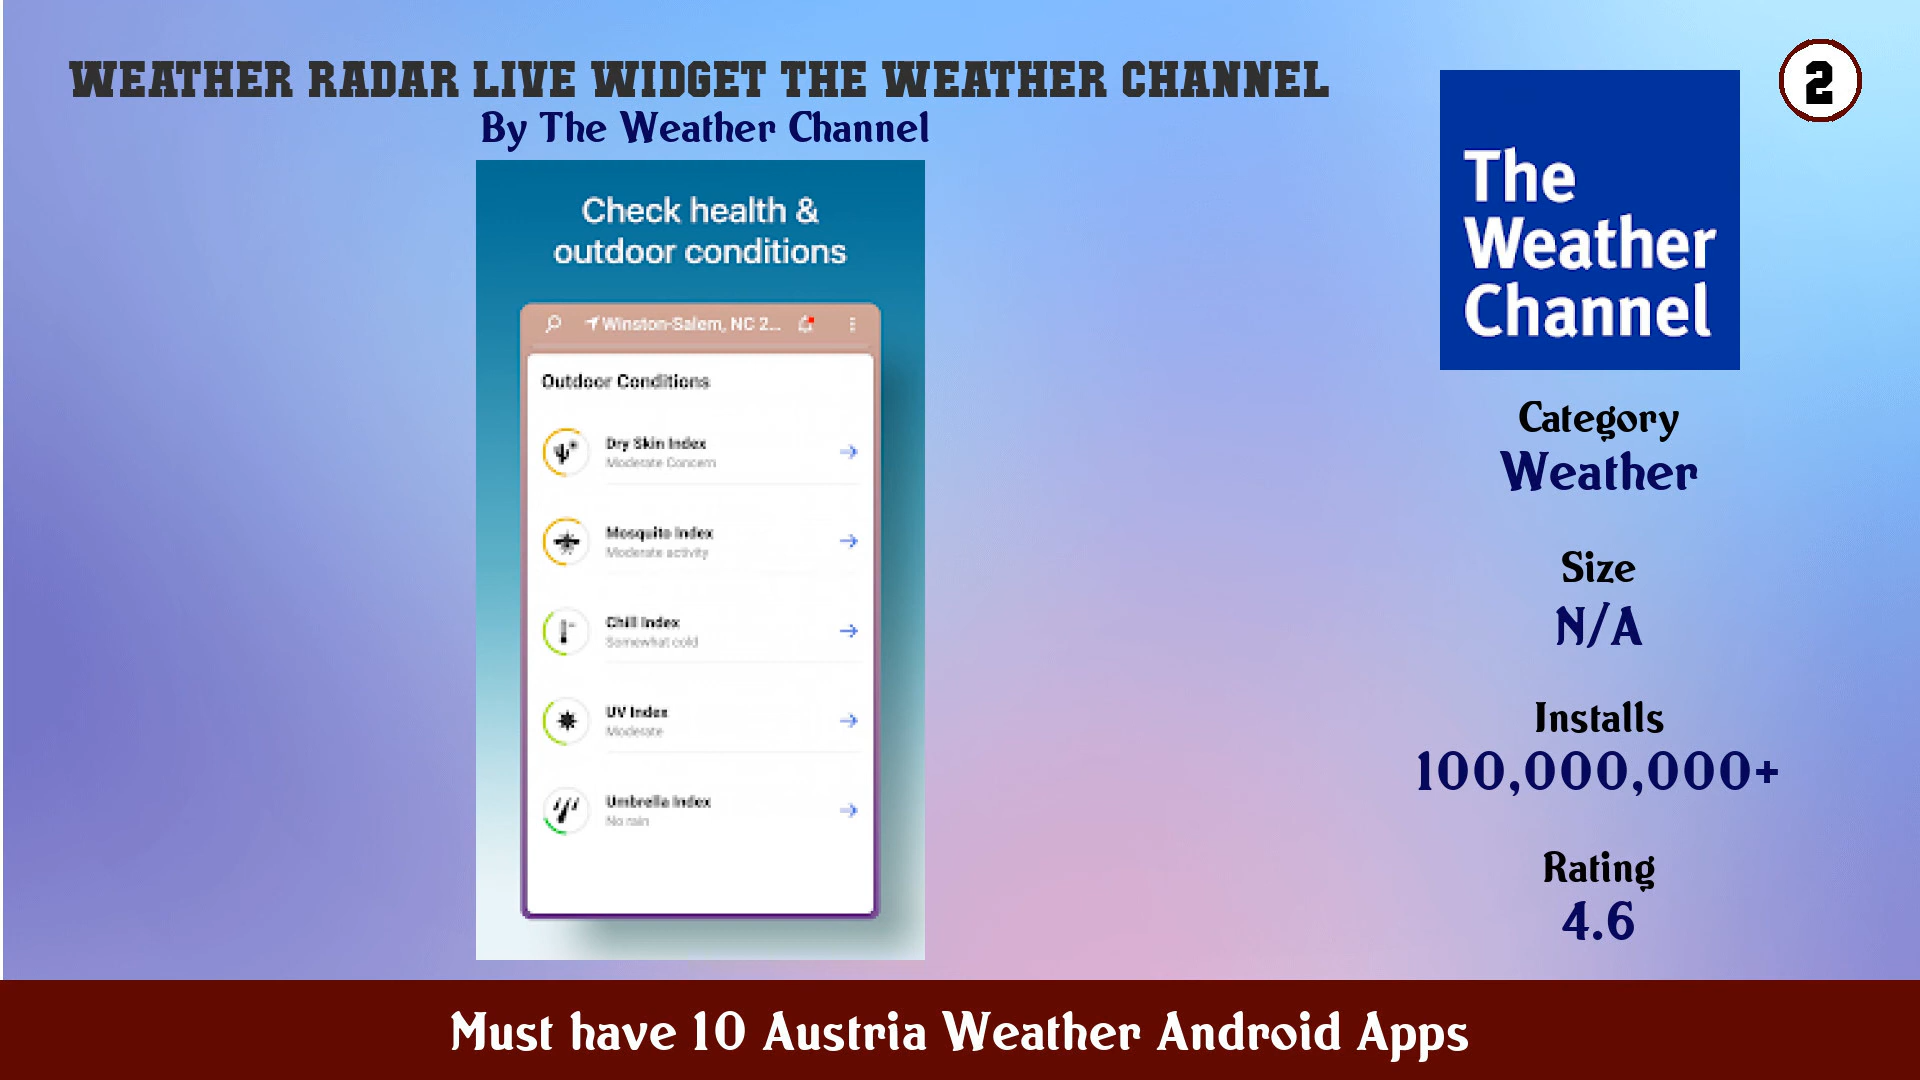 WEATHER RADAR LIVE WIDGET THE WEATHER CHANNEL
By The Weather Channel
2
Check health &
outdoor conditions
Winston-Salem, NC 2...
Outdoor Conditions
Dry Skin Index
Moderate Concern
Mosquito Index
Moderate activity
Chill Index
Somewhat cold
UV Index
Moderate
Umbrella Index
No rain
The
Weather
Channel
Category
Weather
Size
N/A
Installs
100,000,000+
Rating
4.6
Must have 10 Austria Weather Android Apps